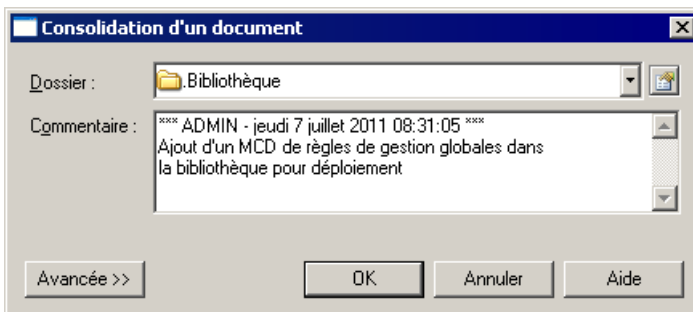 Consolidation d'un document
Dossier :
.Bibliothèque
Commentaire :
*** ADMIN - jeudi 7 juillet 2011 08:31:05 ***
Ajout d'un MCD de règles de gestion globales dans
la bibliothèque pour déploiement
Avancée >>
OK
Annuler
Aide